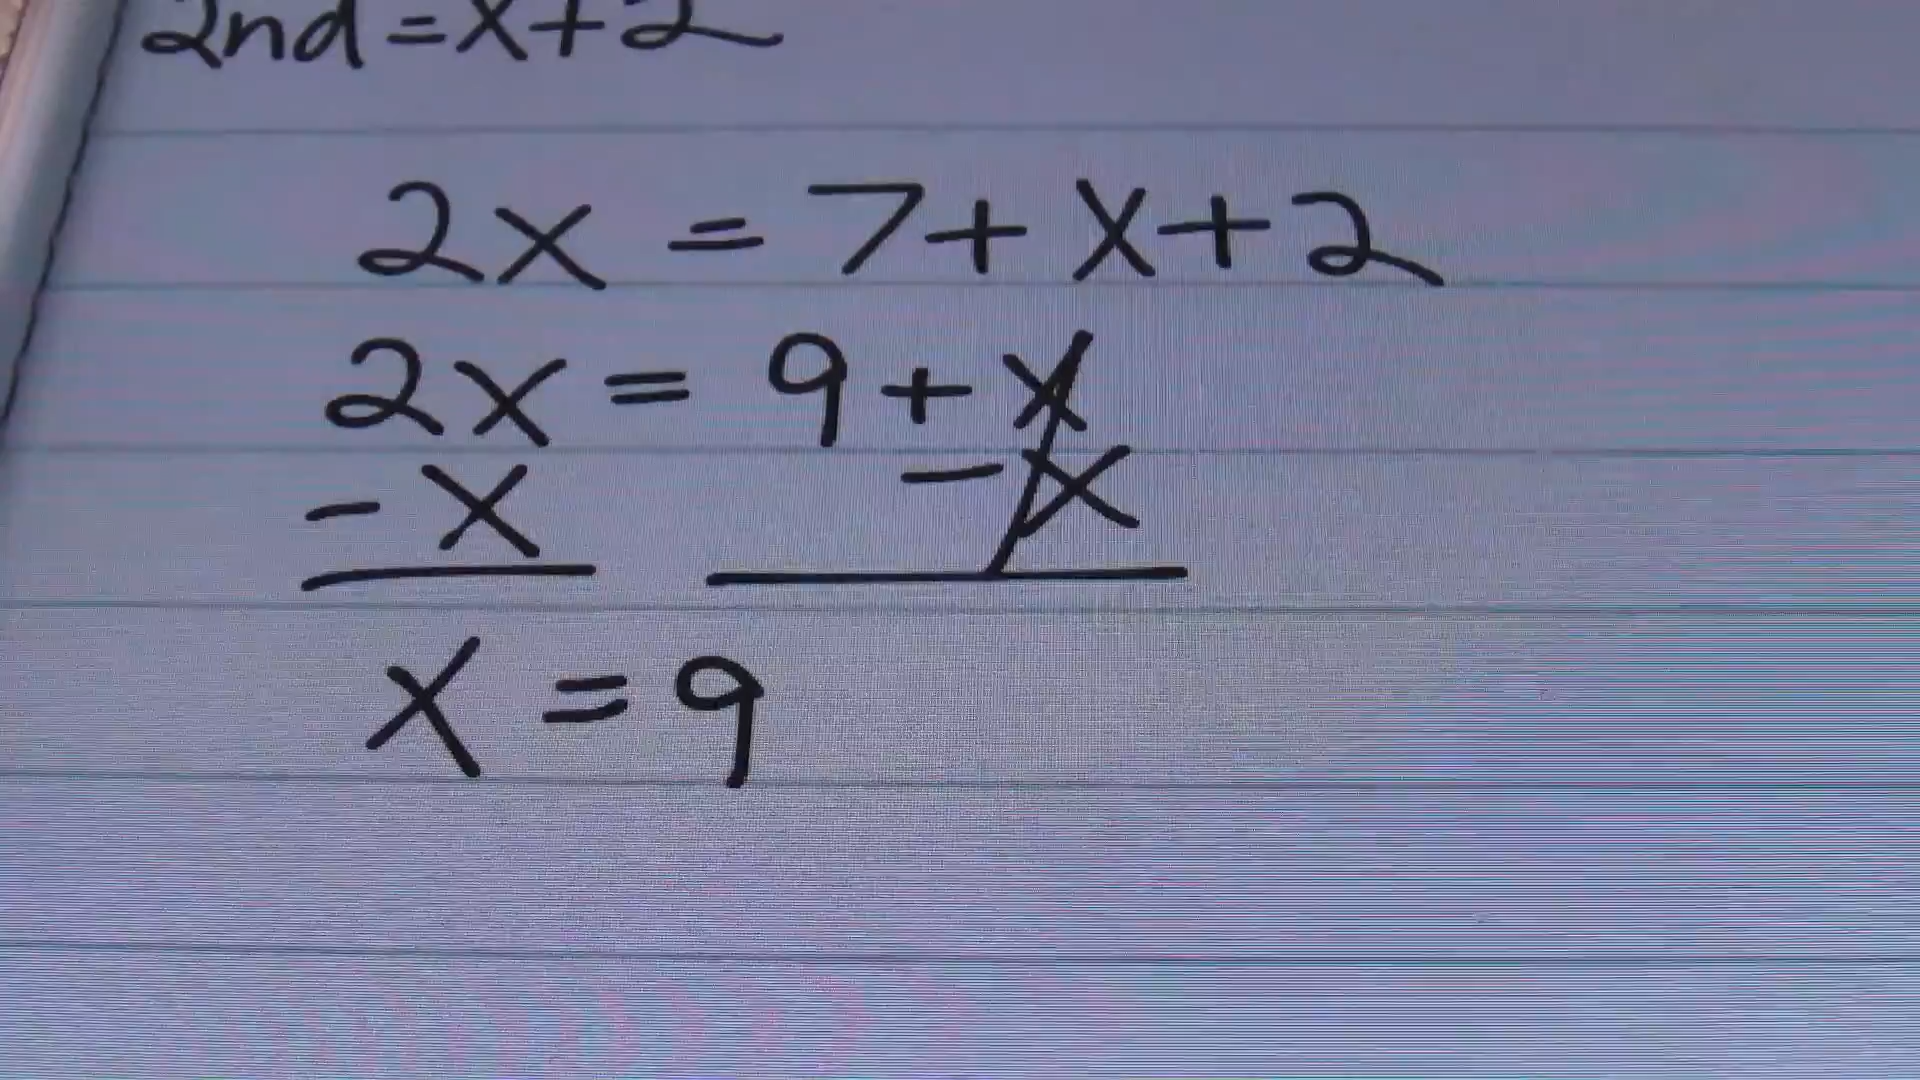 2nd = x + 2
2x = 7 + x + 2
2x = 9 + x
- x - x
x = 9